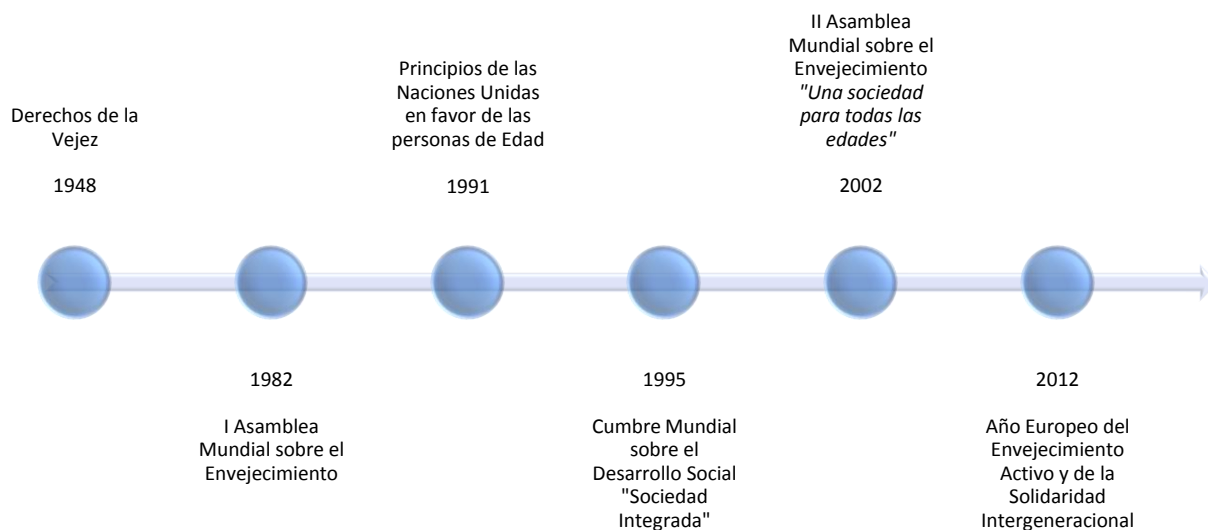 Derechos de la
Vejez
1948
1982
I Asamblea
Mundial sobre el
Envejecimiento
Principios de las
Naciones Unidas
en favor de las
personas de Edad
1991
1995
Cumbre Mundial
sobre el
Desarrollo Social
"Sociedad
Integrada"
II Asamblea
Mundial sobre el
Envejecimiento
"Una sociedad
para todas las
edades"
2002
2012
Año Europeo del
Envejecimiento
Activo y de la
Solidaridad
Intergeneracional